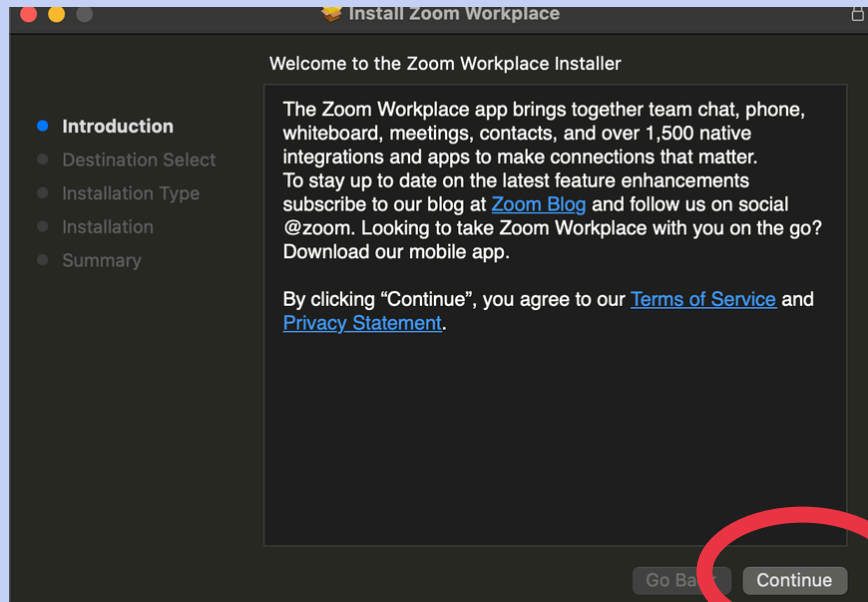 Install Zoom Workplace
Welcome to the Zoom Workplace Installer
Introduction
Destination Select
Installation Type
Installation
Summary
The Zoom Workplace app brings together team chat, phone,
whiteboard, meetings, contacts, and over 1,500 native
integrations and apps to make connections that matter.
To stay up to date on the latest feature enhancements
subscribe to our blog at Zoom Blog and follow us on social
@zoom. Looking to take Zoom Workplace with you on the go?
Download our mobile app.
By clicking “Continue”, you agree to our Terms of Service and
Privacy Statement.
Go Back
Continue